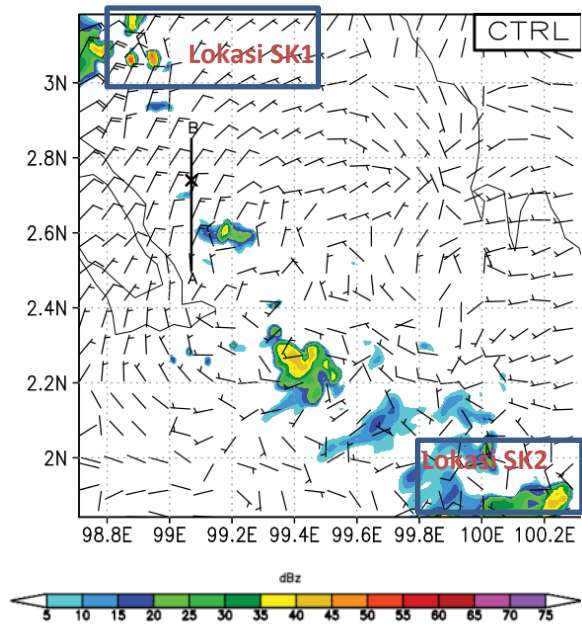 CTRL
Lokasi SK1
3N
B
2.8N
2.6N
A
2.4N
2.2N
2N
Lokasi SK2
98.8E 99E 99.2E 99.4E 99.6E 99.8E 100E 100.2E
dBz
5 10 15 20 25 30 35 40 45 50 55 60 65 70 75